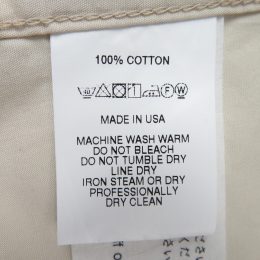 100% COTTON
MADE IN USA
MACHINE WASH WARM
DO NOT BLEACH
DO NOT TUMBLE DRY
LINE DRY
IRON STEAM OR DRY
PROFESSIONALLY
DRY CLEAN